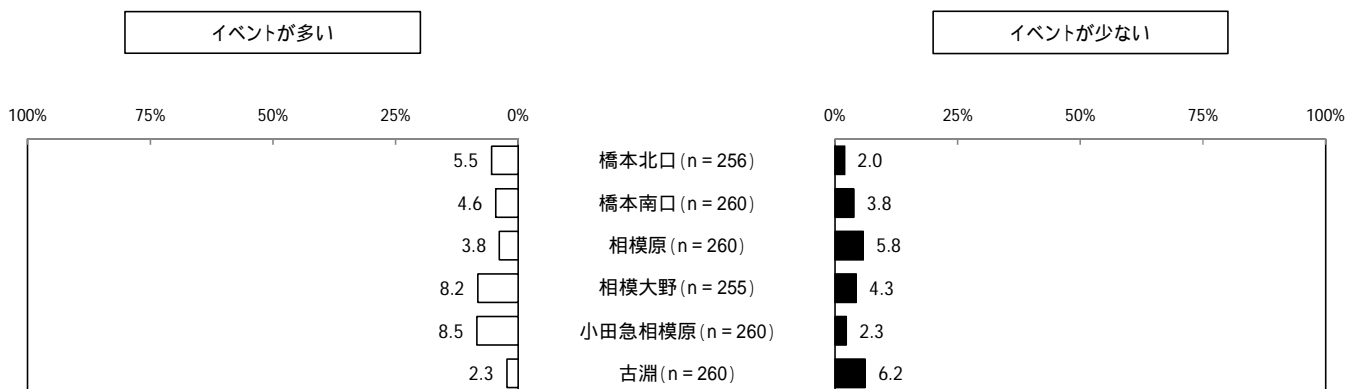 イベントが多い
イベントが少ない
100% 75% 50% 25% 0%
0% 25% 50% 75% 100%
5.5 橋本北口(n = 256) 2.0
4.6 橋本南口(n = 260) 3.8
3.8 相模原(n = 260) 5.8
8.2 相模大野(n = 255) 4.3
8.5 小田急相模原(n = 260) 2.3
2.3 古淵(n = 260) 6.2